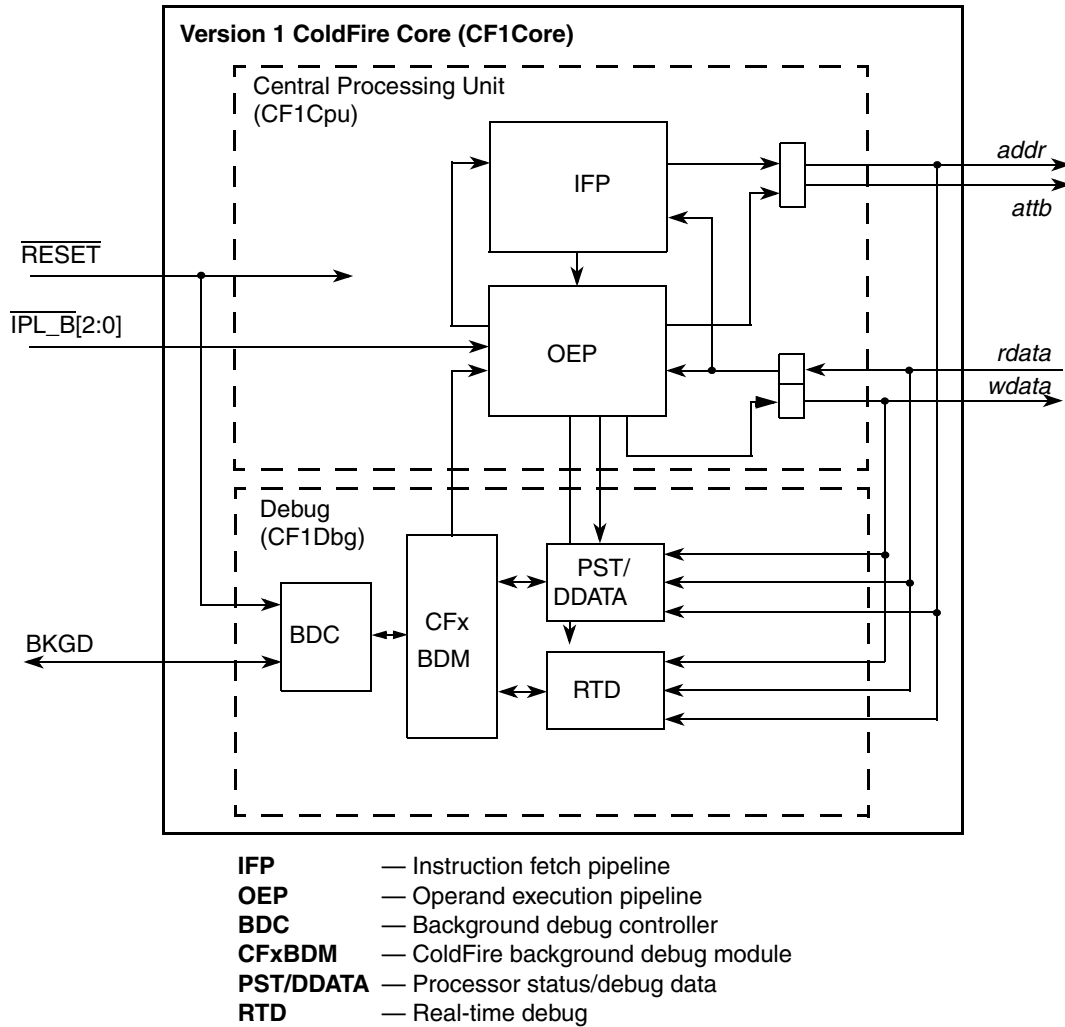 Version 1 ColdFire Core (CF1Core)
Central Processing Unit
(CF1Cpu)
IFP
addr
attb
RESET
IPL_B[2:0]
OEP
rdata
wdata
Debug
(CF1Dbg)
PST/
DDATA
BDC
CFx
BDM
BKGD
RTD
IFP — Instruction fetch pipeline
OEP — Operand execution pipeline
BDC — Background debug controller
CFxBDM — ColdFire background debug module
PST/DDATA — Processor status/debug data
RTD — Real-time debug